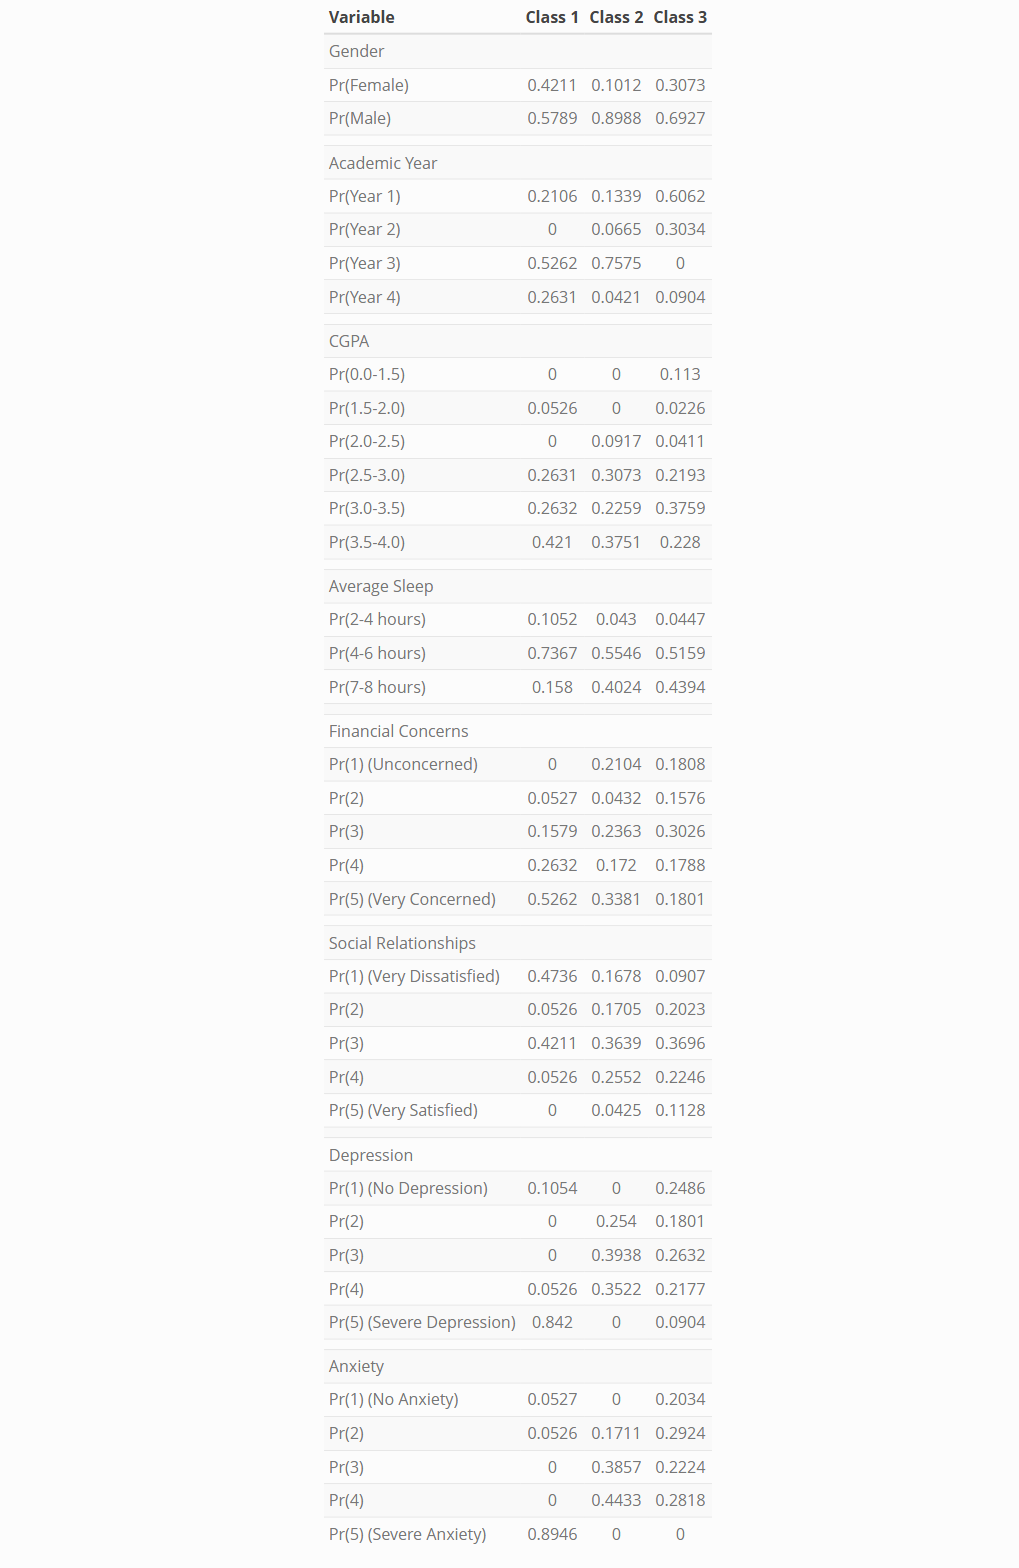 Variable Class 1 Class 2 Class 3
Gender
Pr(Female) 0.4211 0.1012 0.3073
Pr(Male) 0.5789 0.8988 0.6927
Academic Year
Pr(Year 1) 0.2106 0.1339 0.6062
Pr(Year 2) 0 0.0665 0.3034
Pr(Year 3) 0.5262 0.7575 0
Pr(Year 4) 0.2631 0.0421 0.0904
CGPA
Pr(0.0-1.5) 0 0 0.113
Pr(1.5-2.0) 0.0526 0 0.0226
Pr(2.0-2.5) 0 0.0917 0.0411
Pr(2.5-3.0) 0.2631 0.3073 0.2193
Pr(3.0-3.5) 0.2632 0.2259 0.3759
Pr(3.5-4.0) 0.421 0.3751 0.228
Average Sleep
Pr(2-4 hours) 0.1052 0.043 0.0447
Pr(4-6 hours) 0.7367 0.5546 0.5159
Pr(7-8 hours) 0.158 0.4024 0.4394
Financial Concerns
Pr(1) (Unconcerned) 0 0.2104 0.1808
Pr(2) 0.0527 0.0432 0.1576
Pr(3) 0.1579 0.2363 0.3026
Pr(4) 0.2632 0.172 0.1788
Pr(5) (Very Concerned) 0.5262 0.3381 0.1801
Social Relationships
Pr(1) (Very Dissatisfied) 0.4736 0.1678 0.0907
Pr(2) 0.0526 0.1705 0.2023
Pr(3) 0.4211 0.3639 0.3696
Pr(4) 0.0526 0.2552 0.2246
Pr(5) (Very Satisfied) 0 0.0425 0.1128
Depression
Pr(1) (No Depression) 0.1054 0 0.2486
Pr(2) 0 0.254 0.1801
Pr(3) 0 0.3938 0.2632
Pr(4) 0.0526 0.3522 0.2177
Pr(5) (Severe Depression) 0.842 0 0.0904
Anxiety
Pr(1) (No Anxiety) 0.0527 0 0.2034
Pr(2) 0.0526 0.1711 0.2924
Pr(3) 0 0.3857 0.2224
Pr(4) 0 0.4433 0.2818
Pr(5) (Severe Anxiety) 0.8946 0 0